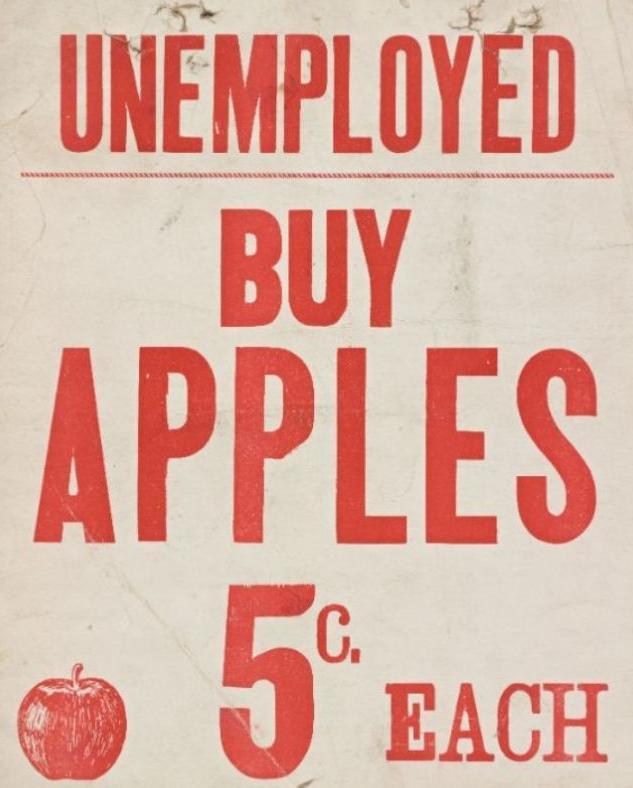 UNEMPLOYED
BUY
APPLES
5c. EACH